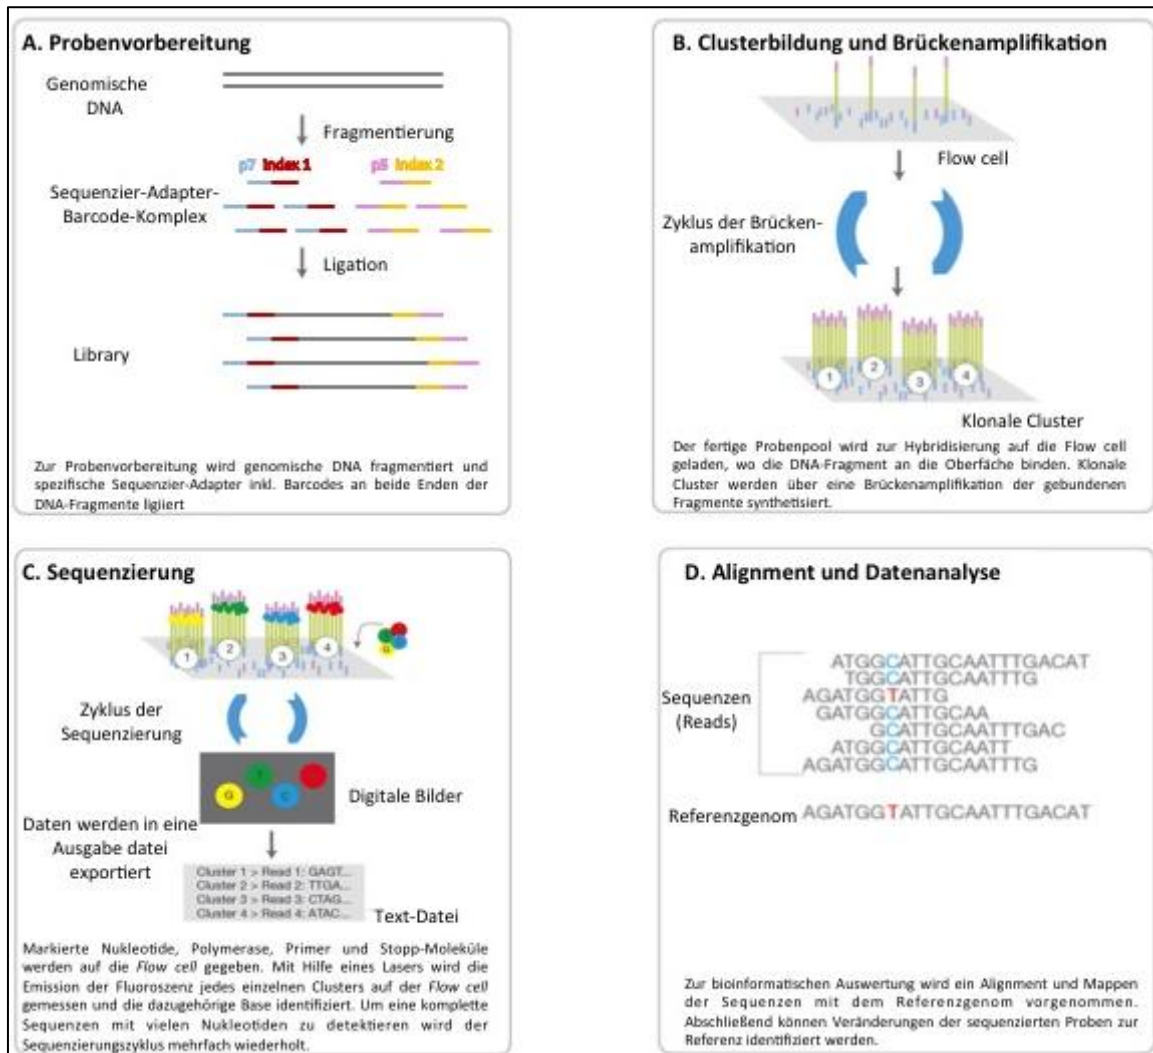 A. Probenvorbereitung
Genomische
DNA
Fragmentierung
p7 Index 1
p5 Index 2
Sequenzier-Adapter-
Barcode-Komplex
Ligation
Library
Zur Probenvorbereitung wird genomische DNA fragmentiert und
spezifische Sequenzier-Adapter inkl. Barcodes an beide Enden der
DNA-Fragmente ligiiert
B. Clusterbildung und Brückenamplifikation
Flow cell
Zyklus der Brücken-
amplifikation
1
2
3
4
Klonale Cluster
Der fertige Probenpool wird zur Hybridisierung auf die Flow cell
geladen, wo die DNA-Fragment an die Oberfäche binden. Klonale
Cluster werden über eine Brückenamplifikation der gebundenen
Fragmente synthetisiert.
C. Sequenzierung
1
2
3
4
G
Zyklus der
Sequenzierung
G
T
C
Digitale Bilder
Daten werden in eine
Ausgabe datei
exportiert
Cluster 1 > Read 1: GAGT...
Cluster 2 > Read 2: TTGA...
Cluster 3 > Read 3: CTAG...
Cluster 4 > Read 4: ATAC...
Text-Datei
Markierte Nukleotide, Polymerase, Primer und Stopp-Moleküle
werden auf die Flow cell gegeben. Mit Hilfe eines Lasers wird die
Emission der Fluoroszenz jedes einzelnen Clusters auf der Flow cell
gemessen und die dazugehörige Base identifiziert. Um eine komplette
Sequenzen mit vielen Nukleotiden zu detektieren wird der
Sequenzierungszyklus mehrfach wiederholt.
D. Alignment und Datenanalyse
Sequenzen
(Reads)
ATGGCATTGCAATTTGACAT
TGGCATTGCAATTTG
AGATGGTATTG
GATGGCATTGCAA
GCATTGCAATTTGAC
ATGGCATTGCAATT
AGATGGCATTGCAATTTG
Referenzgenom AGATGGTATTGCAATTTGACAT
Zur bioinformatischen Auswertung wird ein Alignment und Mappen
der Sequenzen mit dem Referenzgenom vorgenommen.
Abschließend können Veränderungen der sequenzierten Proben zur
Referenz identifiziert werden.